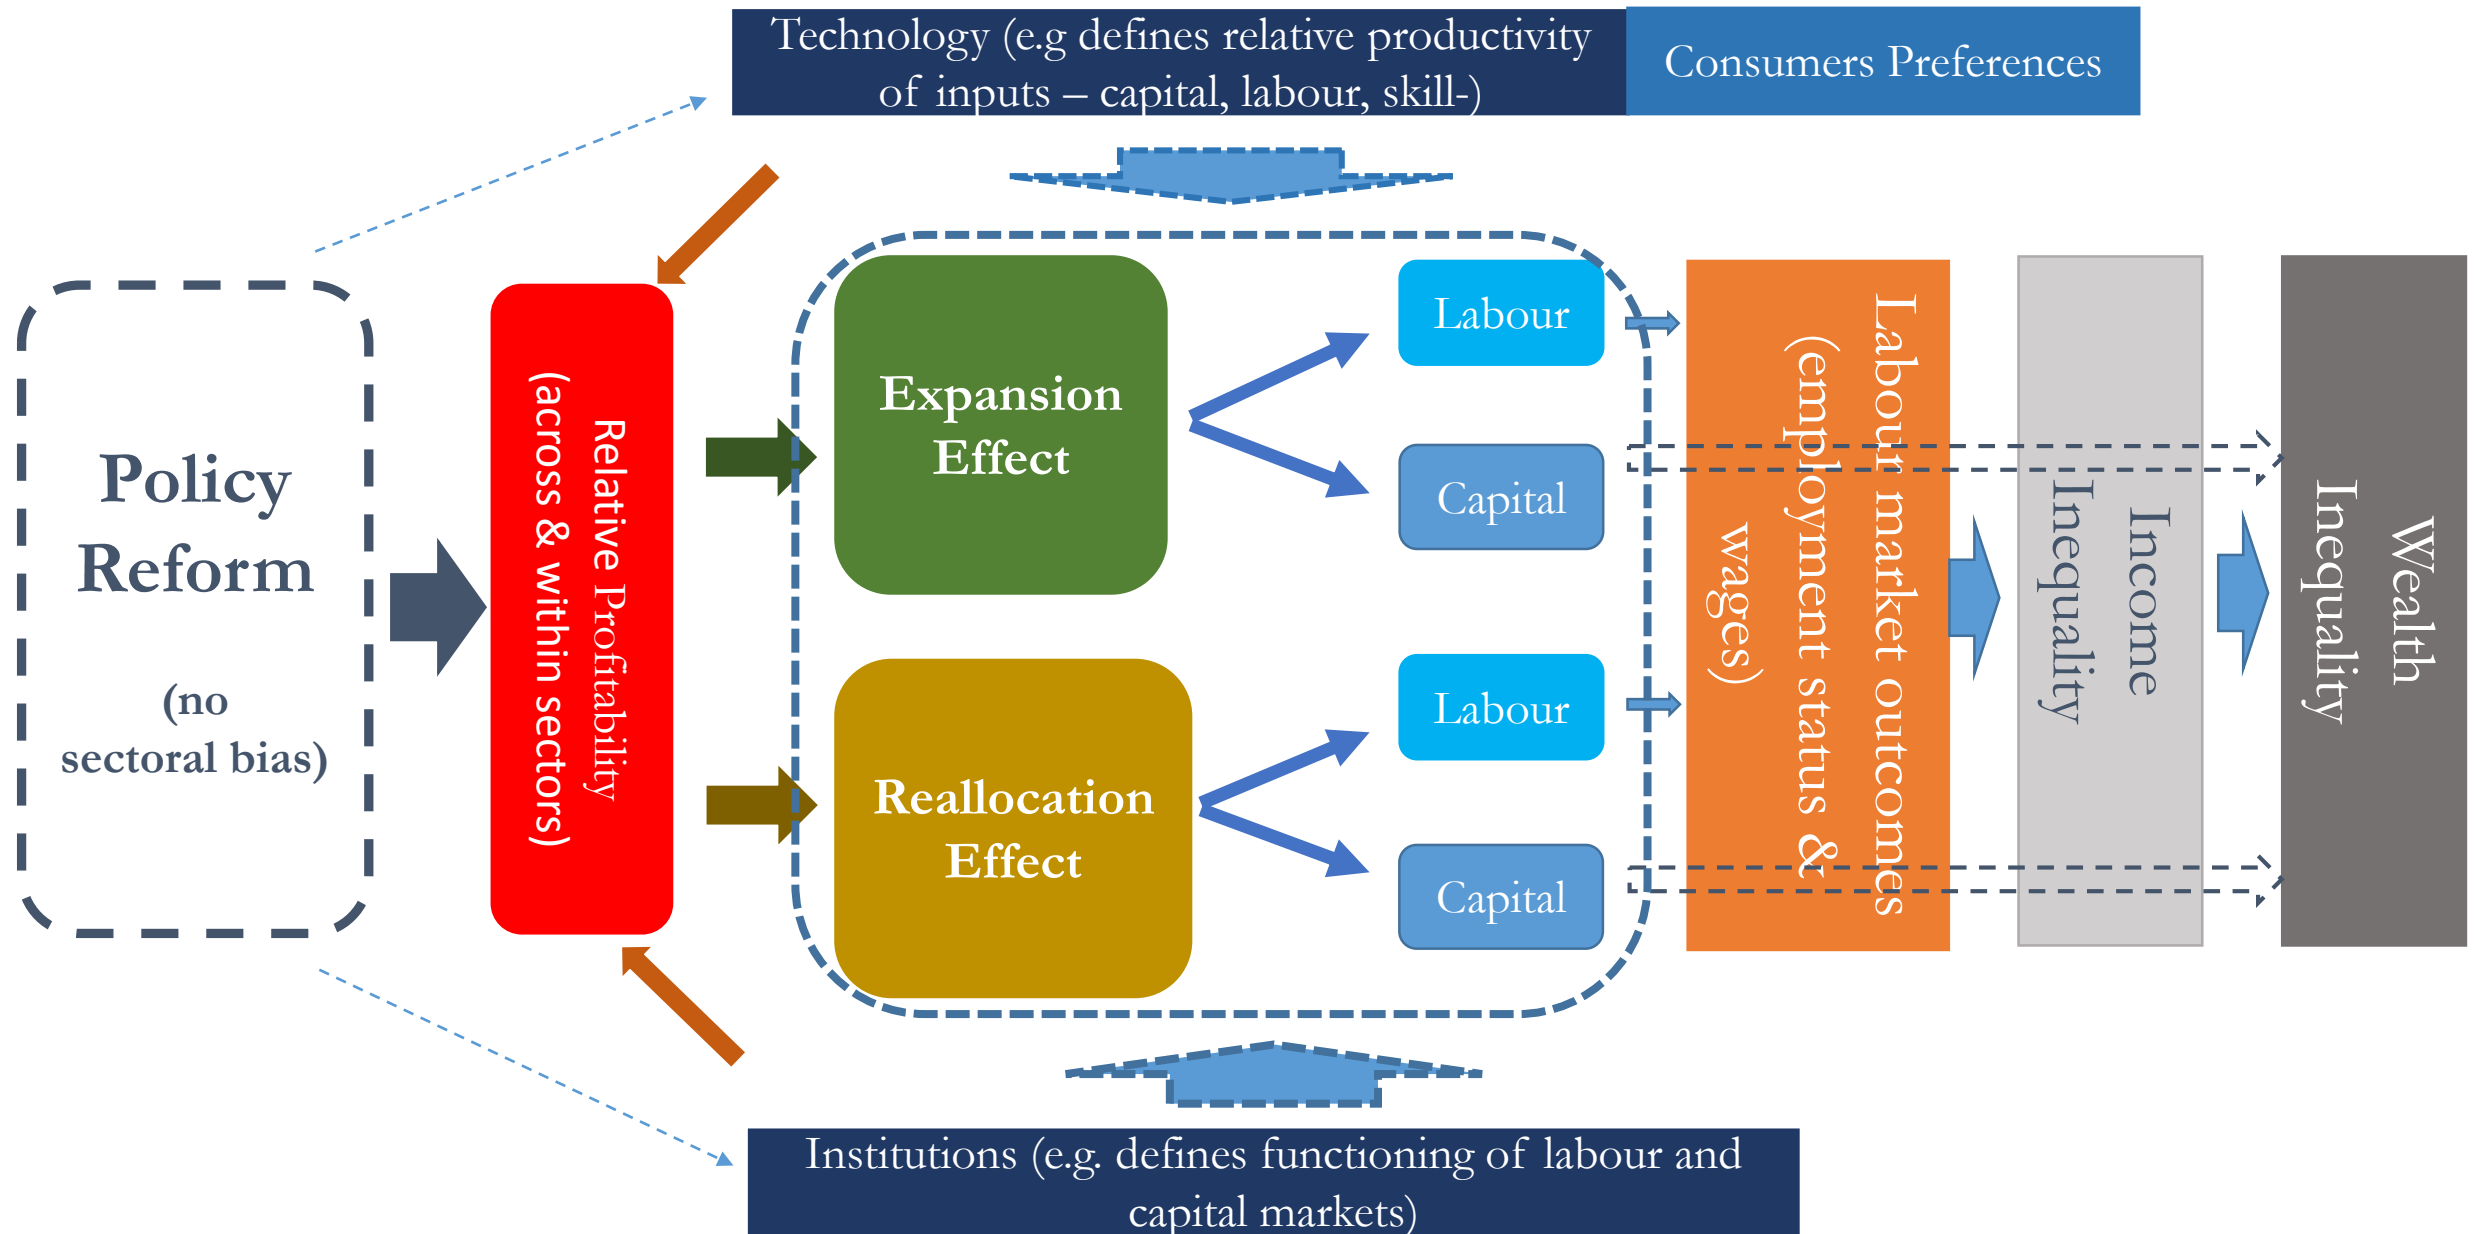 Technology (e.g defines relative productivity
of inputs – capital, labour, skill-)
Consumers Preferences
Policy
Reform
(no
sectoral bias)
Relative Profitability
(across & within sectors)
Expansion
Effect
Labour
Capital
Reallocation
Effect
Labour
Capital
Labour market outcomes
(employment status &
wages)
Income
Inequality
Wealth
Inequality
Institutions (e.g. defines functioning of labour and
capital markets)